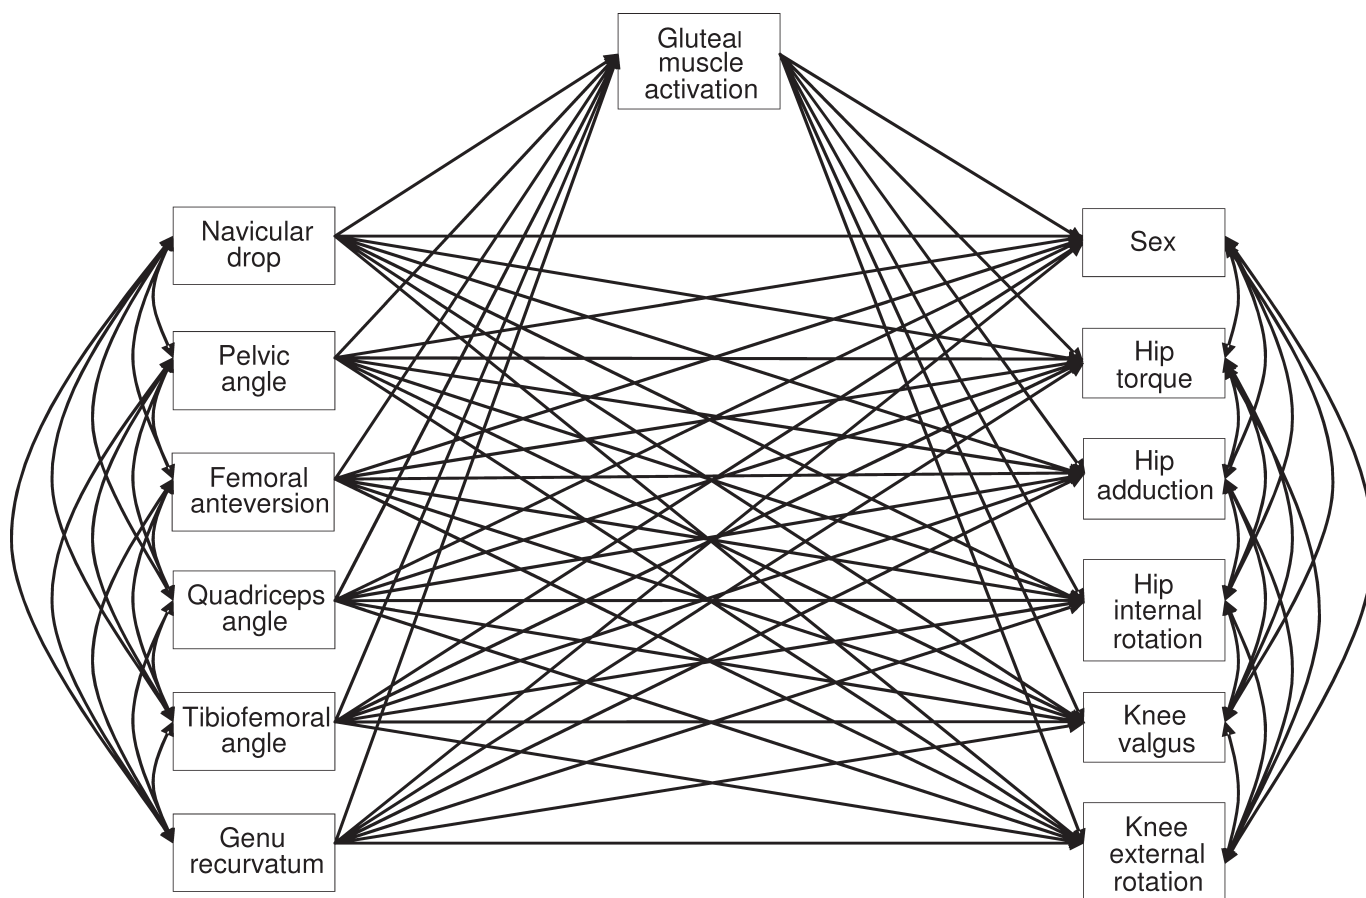 Gluteal
muscle
activation
Navicular
drop
Pelvic
angle
Femoral
anteversion
Quadriceps
angle
Tibiofemoral
angle
Genu
recurvatum
Sex
Hip
torque
Hip
adduction
Hip
internal
rotation
Knee
valgus
Knee
external
rotation